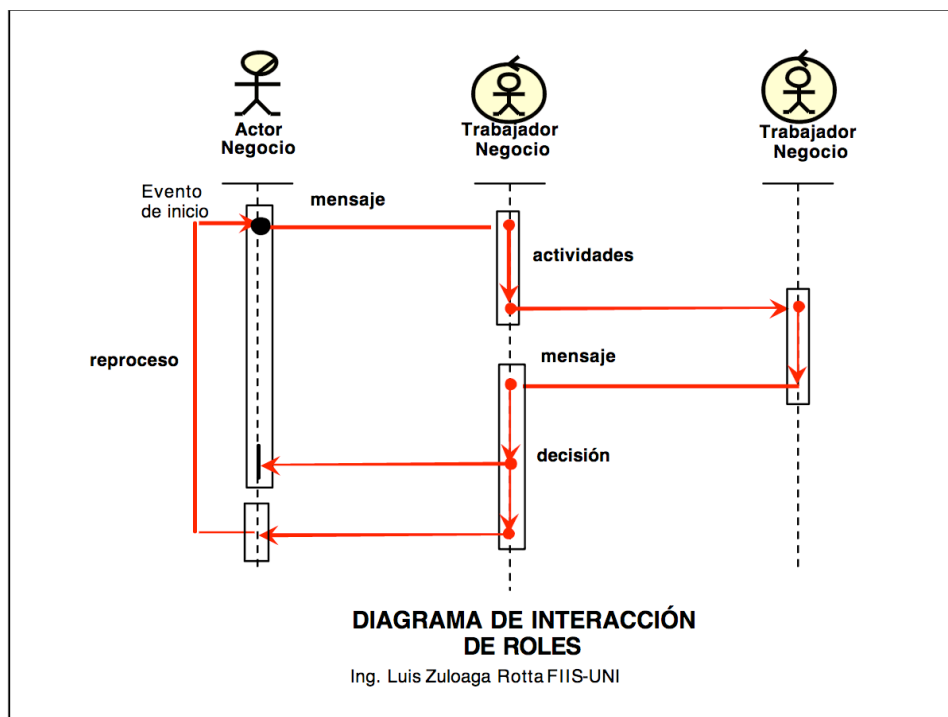 Actor
Negocio
Trabajador
Negocio
Trabajador
Negocio
Evento
de inicio
mensaje
actividades
reproceso
mensaje
decisión
DIAGRAMA DE INTERACCIÓN
DE ROLES
Ing. Luis Zuloaga Rotta FIIS-UNI